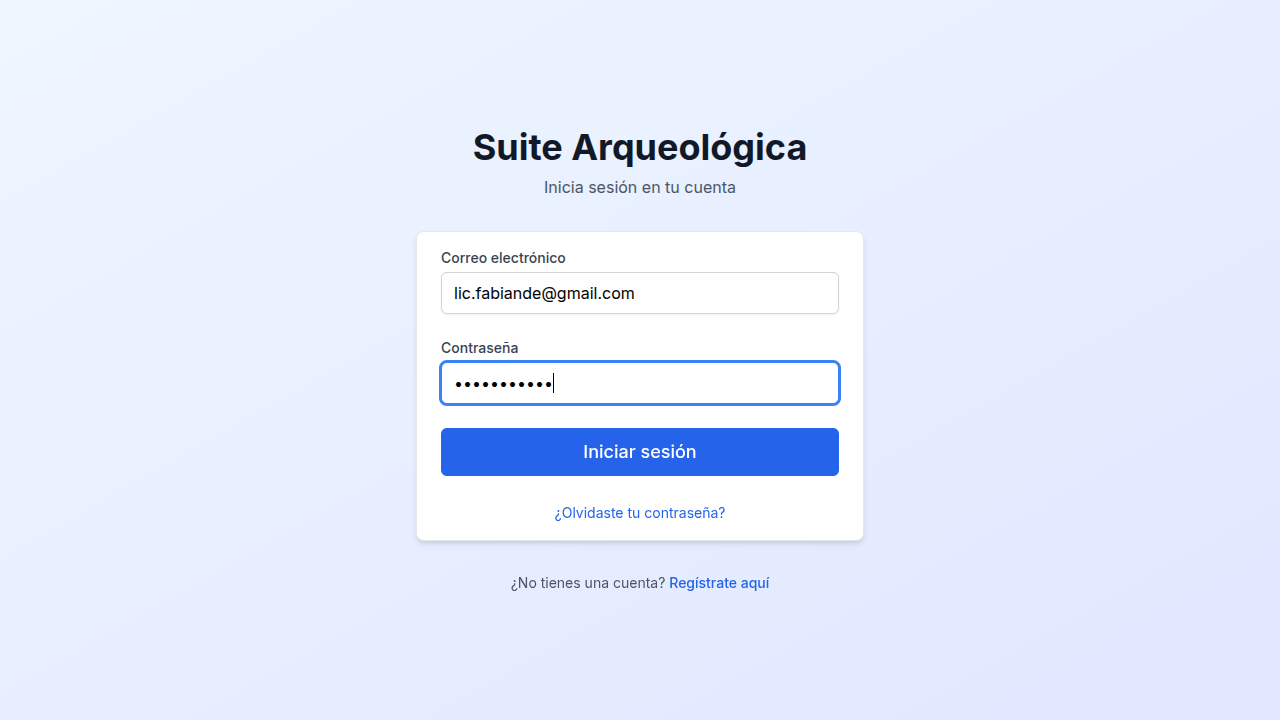 Suite Arqueológica
Inicia sesión en tu cuenta
Correo electrónico
lic.fabiande@gmail.com
Contraseña
•••••••••••
Iniciar sesión
¿Olvidaste tu contraseña?
¿No tienes una cuenta? Regístrate aquí